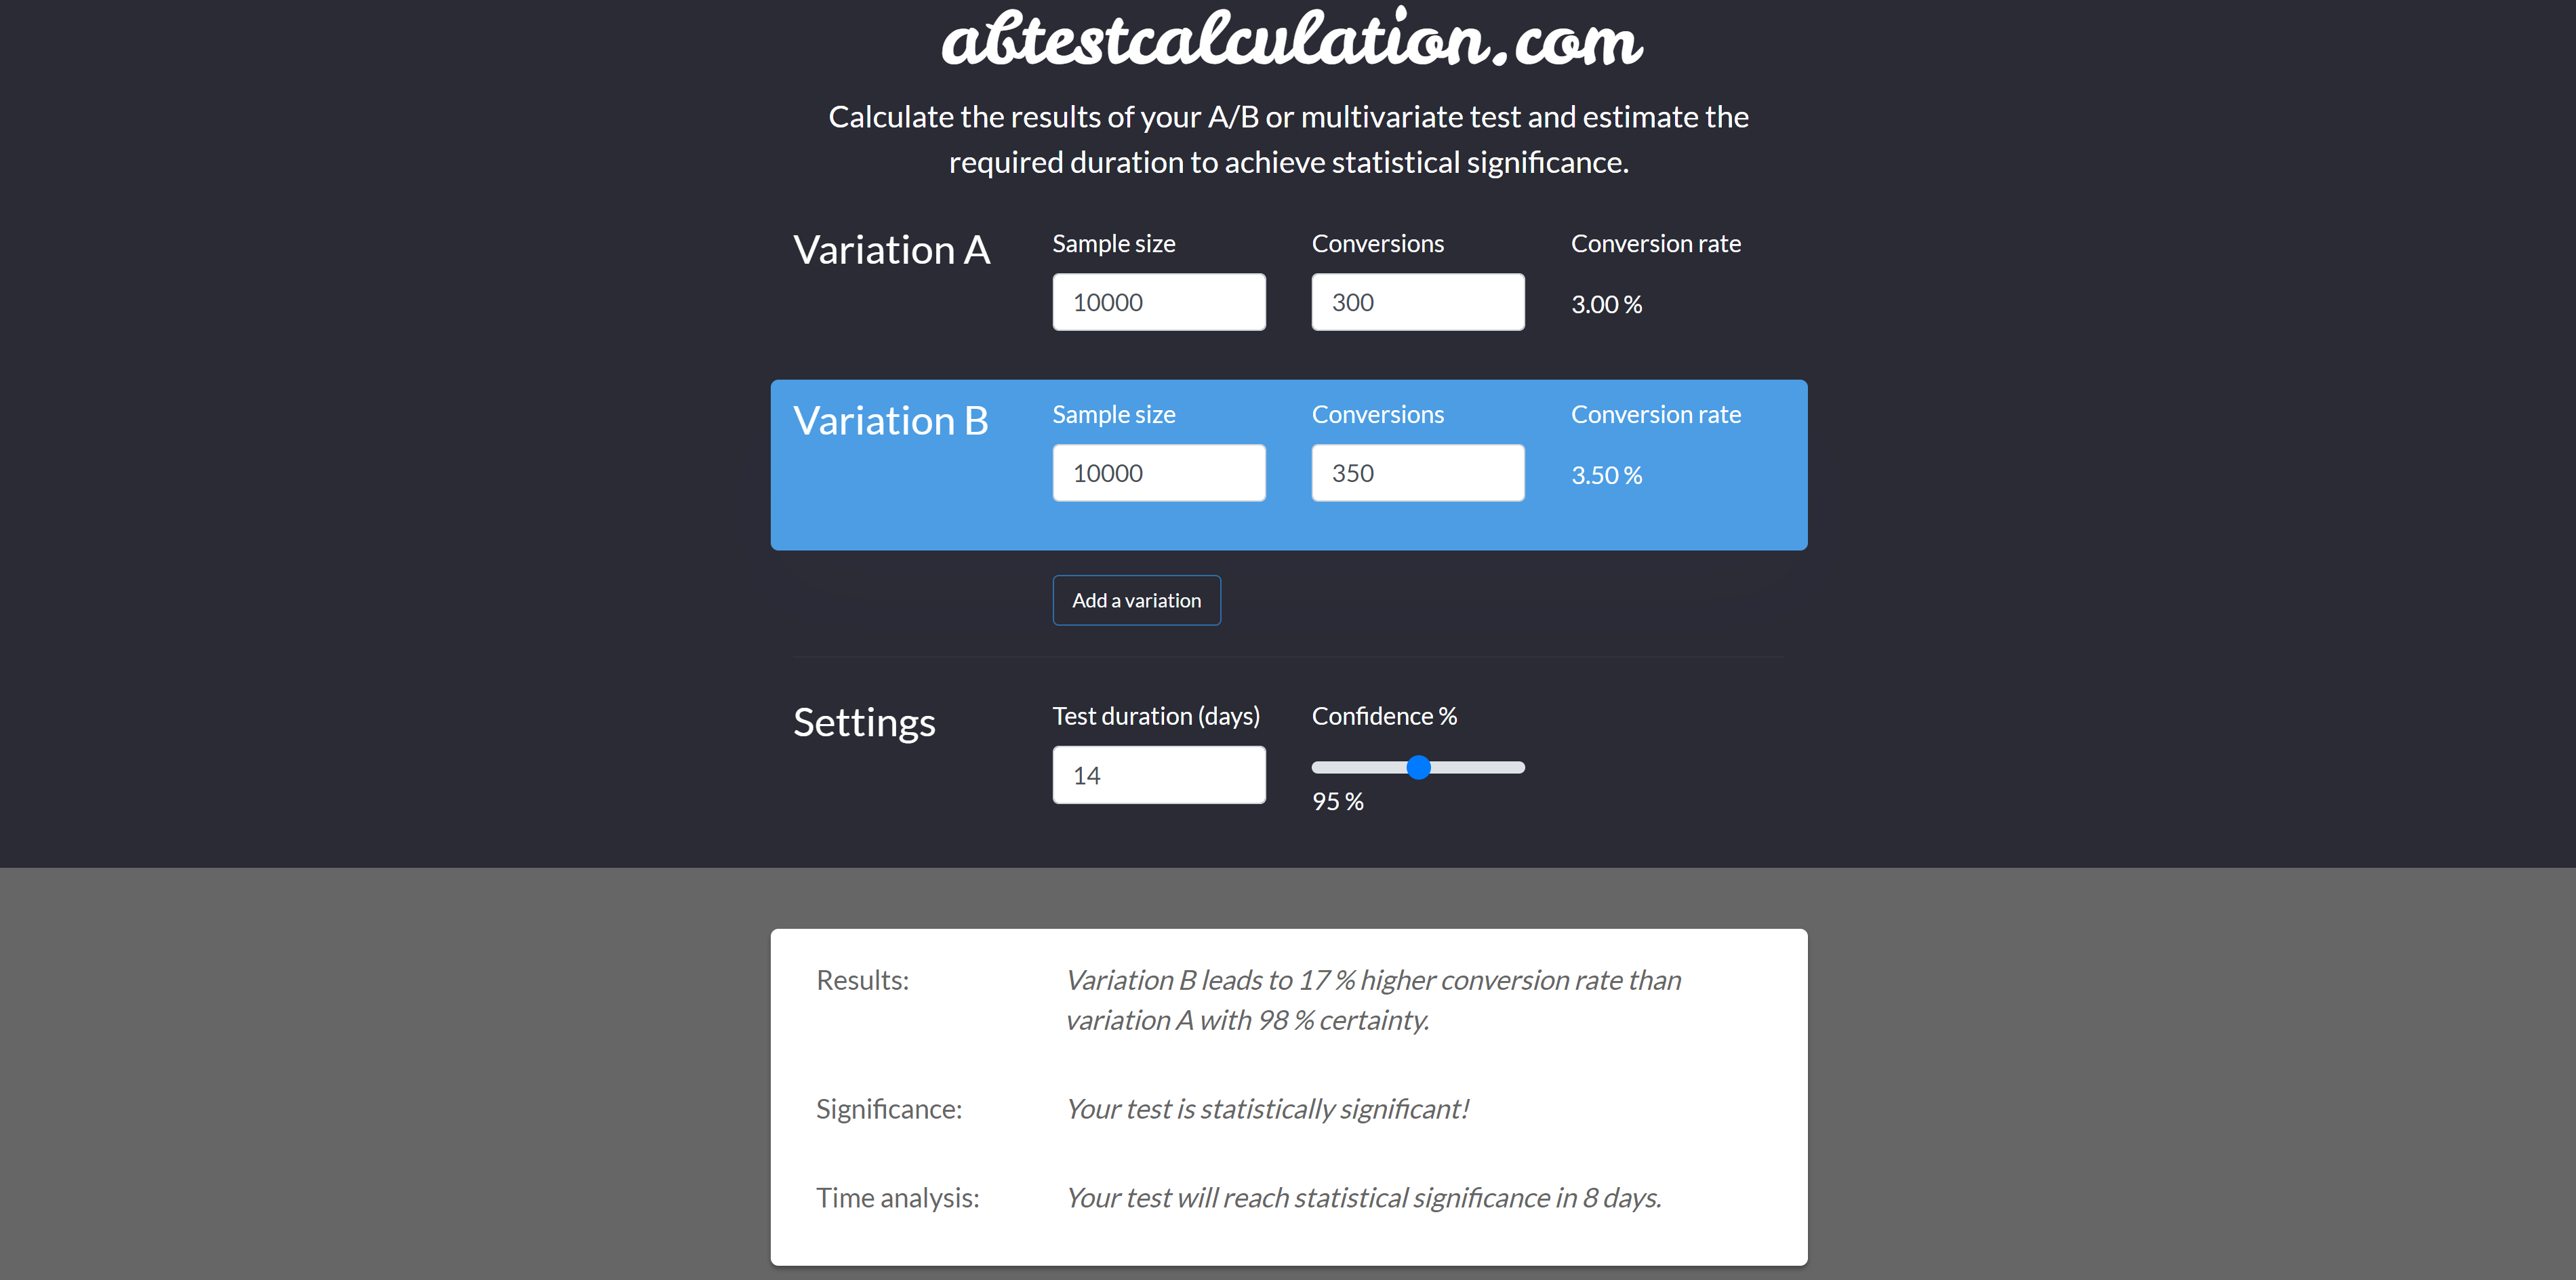 abtestcalculation.com
Calculate the results of your A/B or multivariate test and estimate the
required duration to achieve statistical significance.
Variation A
Sample size
Conversions
Conversion rate
10000
300
3.00 %
Variation B
Sample size
Conversions
Conversion rate
10000
350
3.50 %
Add a variation
Settings
Test duration (days)
Confidence %
14
95 %
Results:
Variation B leads to 17 % higher conversion rate than
variation A with 98 % certainty.
Significance:
Your test is statistically significant!
Time analysis:
Your test will reach statistical significance in 8 days.